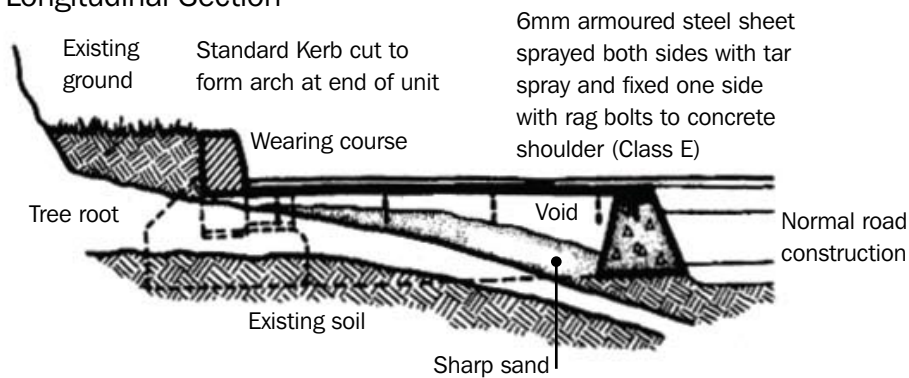 Longitudinal Section
Existing
ground
Standard Kerb cut to
form arch at end of unit
6mm armoured steel sheet
sprayed both sides with tar
spray and fixed one side
with rag bolts to concrete
shoulder (Class E)
Wearing course
Tree root
Void
Normal road
construction
Existing soil
Sharp sand